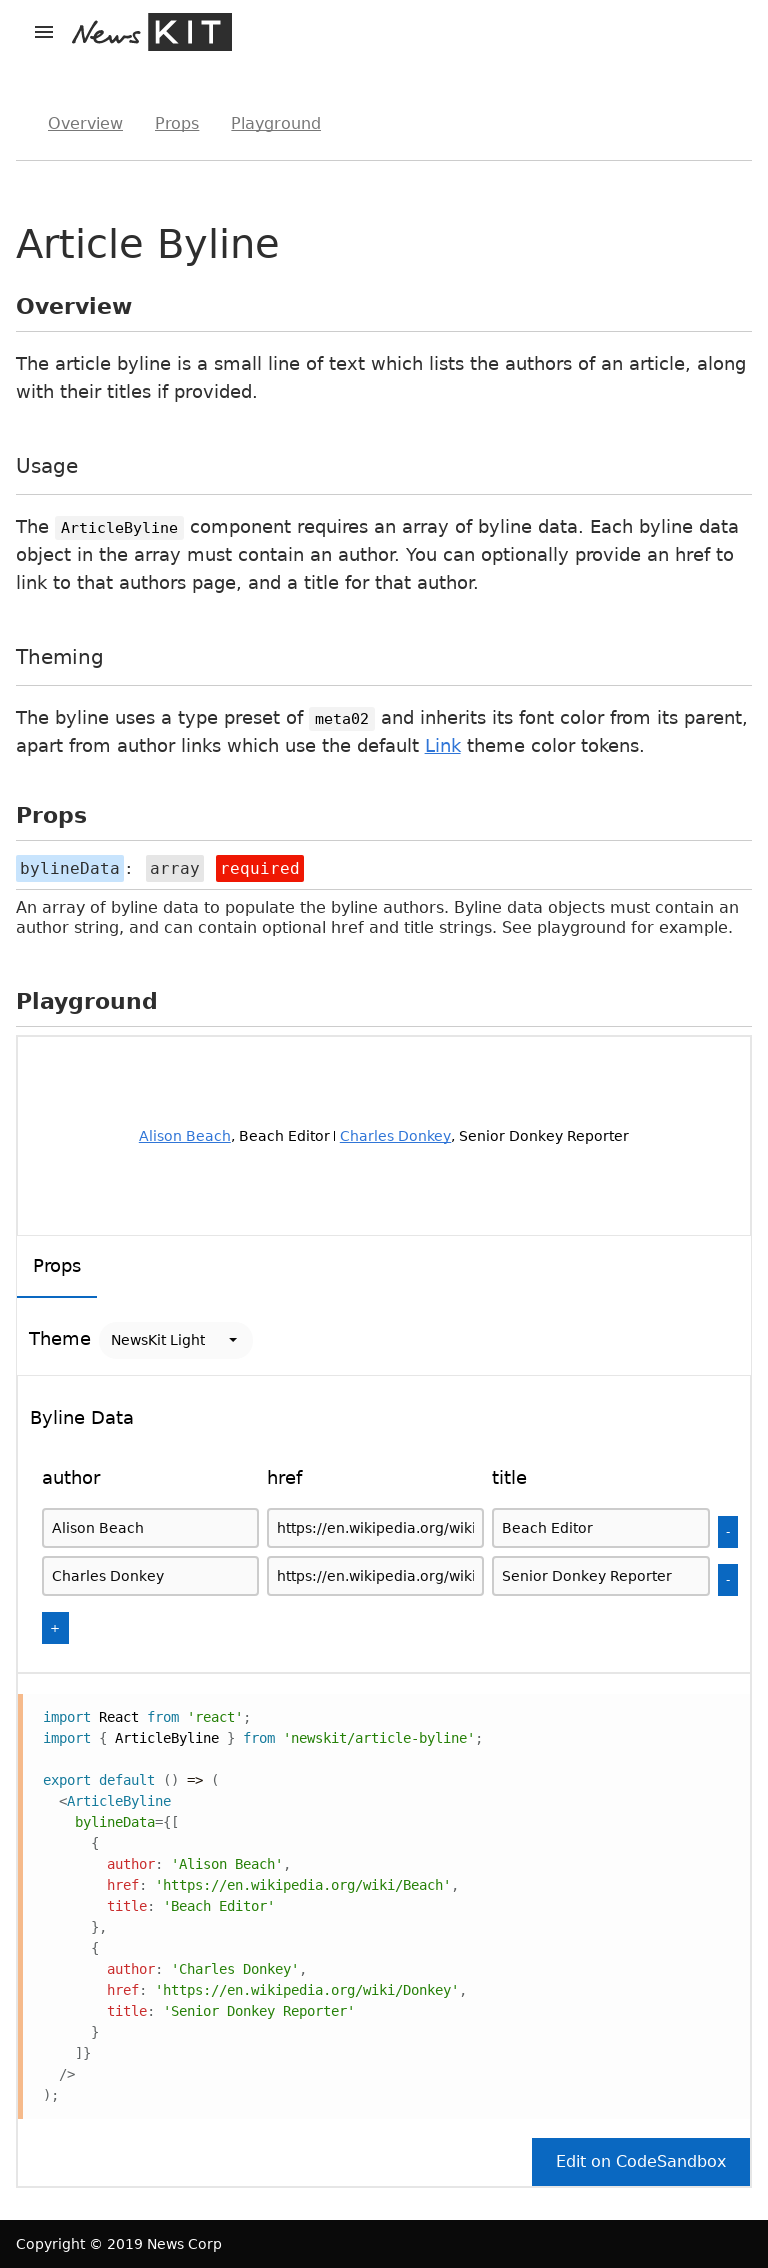 News KIT
Overview Props Playground
Article Byline
Overview
The article byline is a small line of text which lists the authors of an article, along
with their titles if provided.
Usage
The ArticleByline component requires an array of byline data. Each byline data
object in the array must contain an author. You can optionally provide an href to
link to that authors page, and a title for that author.
Theming
The byline uses a type preset of meta02 and inherits its font color from its parent,
apart from author links which use the default Link theme color tokens.
Props
bylineData: array required
An array of byline data to populate the byline authors. Byline data objects must contain an
author string, and can contain optional href and title strings. See playground for example.
Playground
Alison Beach, Beach Editor | Charles Donkey, Senior Donkey Reporter
Props
Theme NewsKit Light
Byline Data
author href title
Alison Beach https://en.wikipedia.org/wiki Beach Editor -
Charles Donkey https://en.wikipedia.org/wiki Senior Donkey Reporter -
+
import React from 'react';
import { ArticleByline } from 'newskit/article-byline';
export default () => (
<ArticleByline
bylineData={[
{
author: 'Alison Beach',
href: 'https://en.wikipedia.org/wiki/Beach',
title: 'Beach Editor'
},
{
author: 'Charles Donkey',
href: 'https://en.wikipedia.org/wiki/Donkey',
title: 'Senior Donkey Reporter'
}
]}
/>
);
Edit on CodeSandbox
Copyright © 2019 News Corp